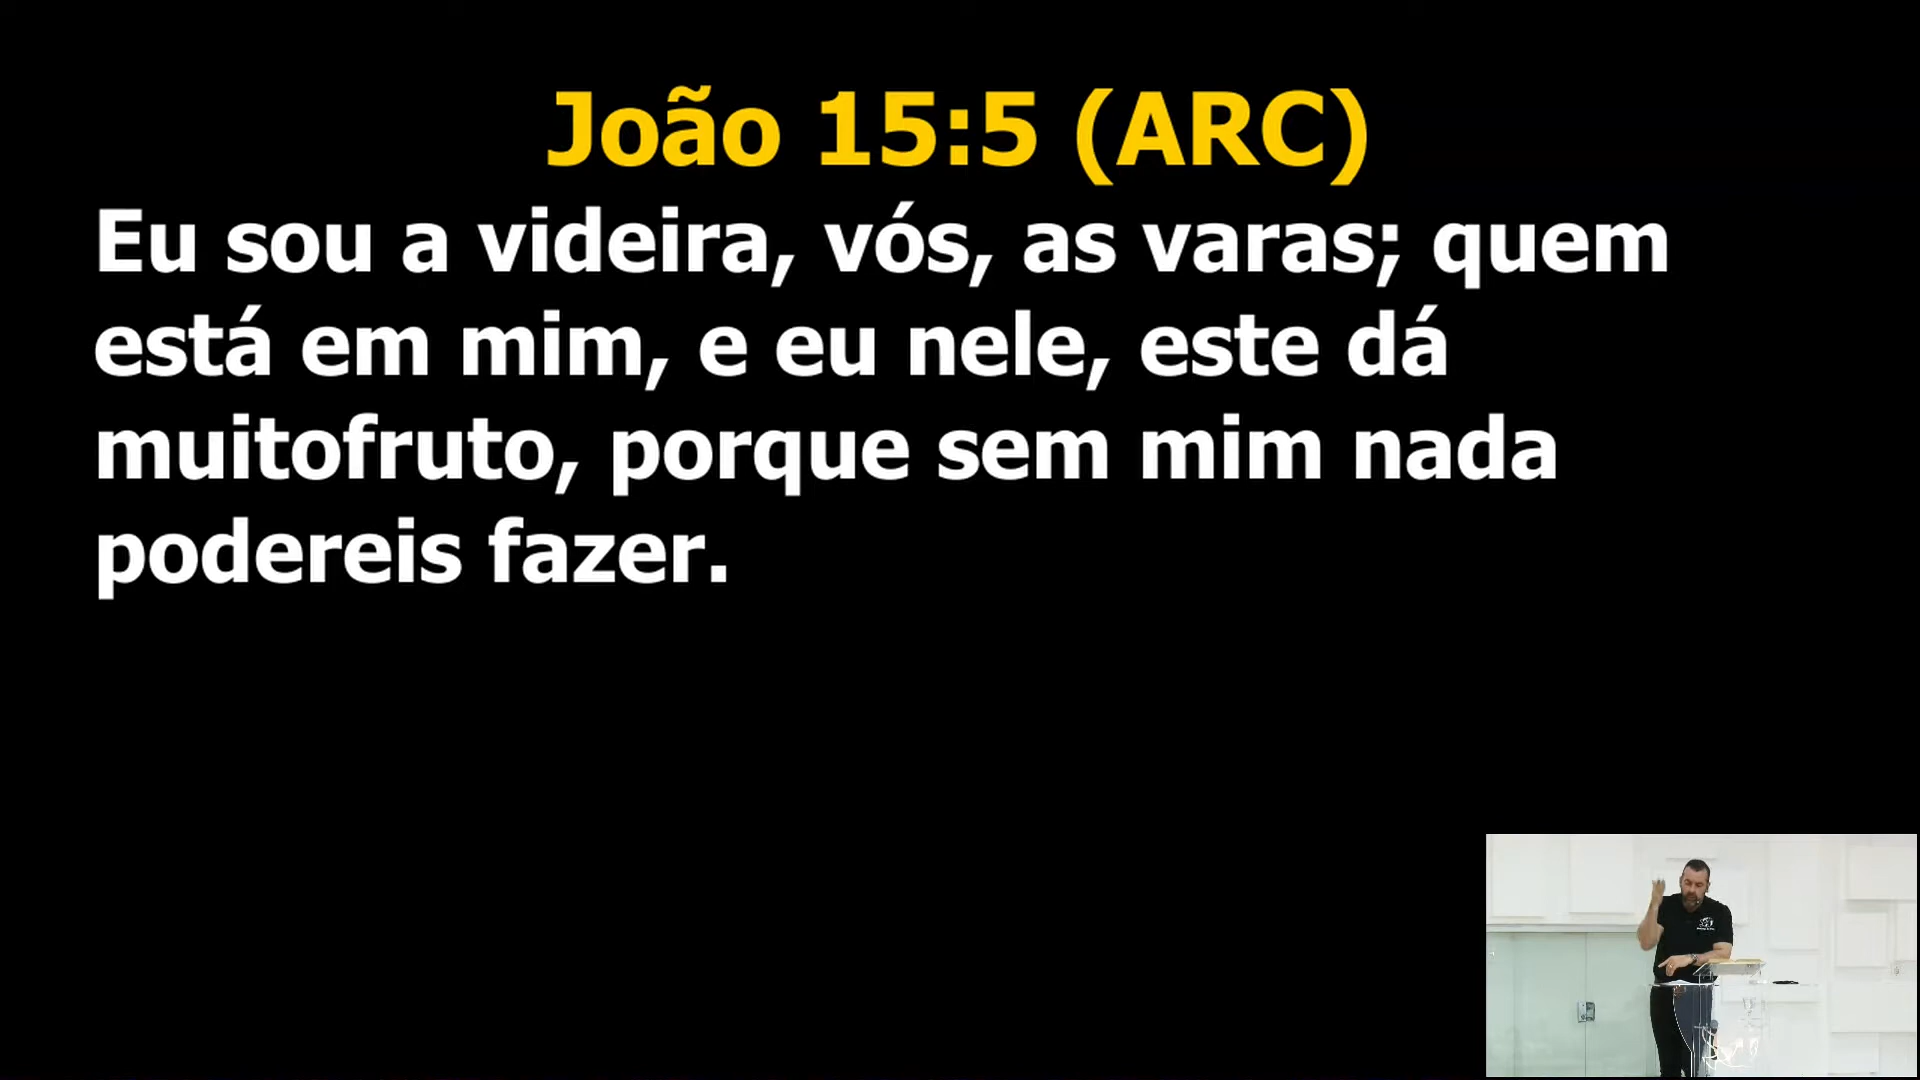 João 15:5 (ARC)
Eu sou a videira, vós, as varas; quem
está em mim, e eu nele, este dá
muitofruto, porque sem mim nada
podereis fazer.